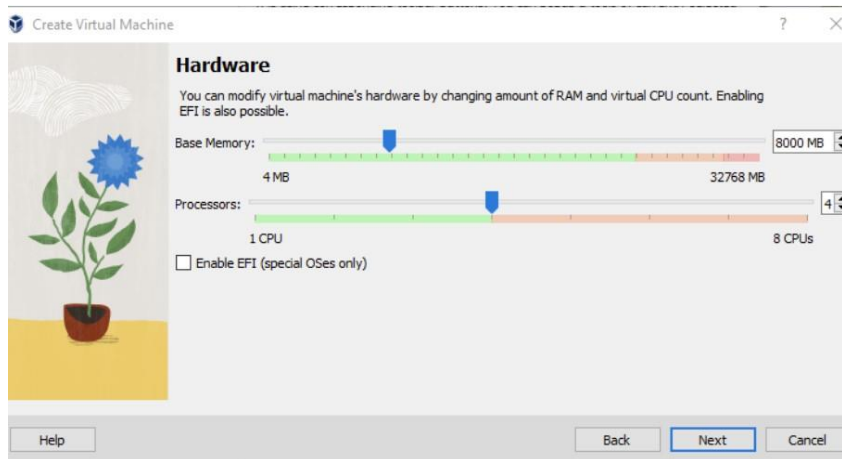 Create Virtual Machine
Hardware
You can modify virtual machine's hardware by changing amount of RAM and virtual CPU count. Enabling
EFI is also possible.
Base Memory: 8000 MB
4 MB 32768 MB
Processors: 4
1 CPU 8 CPUs
Enable EFI (special OSes only)
Help Back Next Cancel